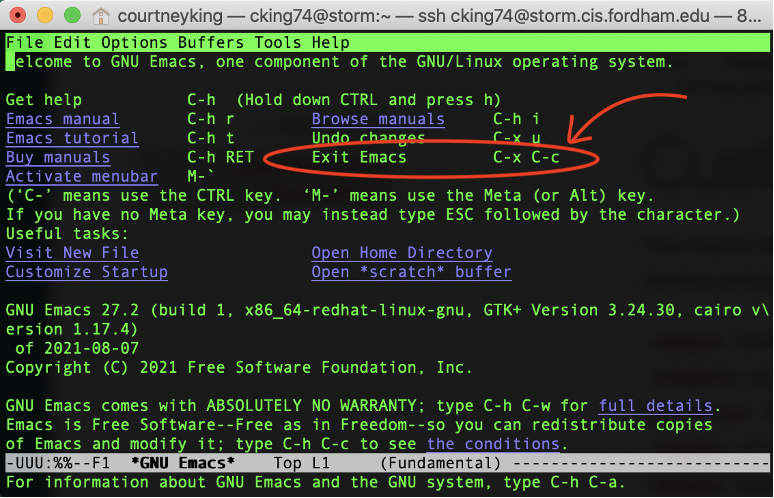 courtneyking — cking74@storm:~ — ssh cking74@storm.cis.fordham.edu — 8...
File Edit Options Buffers Tools Help
elcome to GNU Emacs, one component of the GNU/Linux operating system.
Get help C-h (Hold down CTRL and press h)
Emacs manual C-h r Browse manuals C-h i
Emacs tutorial C-h t Undo changes C-x u
Buy manuals C-h RET Exit Emacs C-x C-c
Activate menubar M-`
(‘C-’ means use the CTRL key. ‘M-’ means use the Meta (or Alt) key.
If you have no Meta key, you may instead type ESC followed by the character.)
Useful tasks:
Visit New File Open Home Directory
Customize Startup Open *scratch* buffer
GNU Emacs 27.2 (build 1, x86_64-redhat-linux-gnu, GTK+ Version 3.24.30, cairo v\
ersion 1.17.4)
of 2021-08-07
Copyright (C) 2021 Free Software Foundation, Inc.
GNU Emacs comes with ABSOLUTELY NO WARRANTY; type C-h C-w for full details.
Emacs is Free Software--Free as in Freedom--so you can redistribute copies
of Emacs and modify it; type C-h C-c to see the conditions.
-UUU:%%--F1 *GNU Emacs* Top L1 (Fundamental) ---------------------------
For information about GNU Emacs and the GNU system, type C-h C-a.